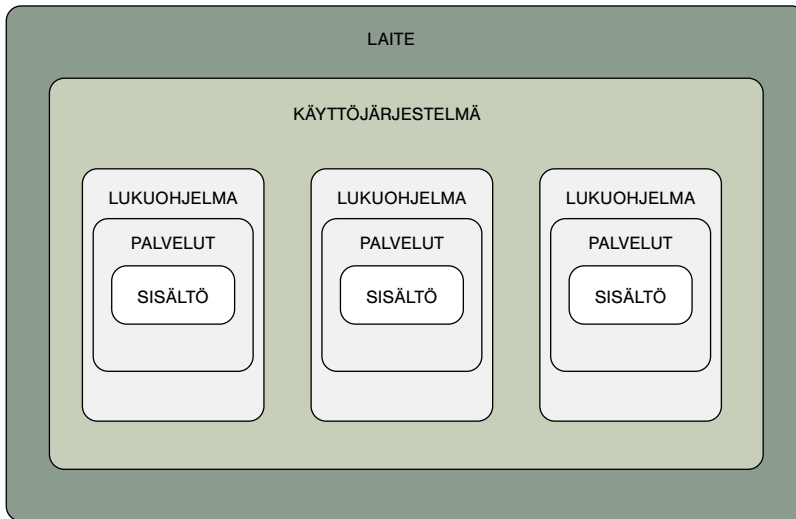 LAITE
KÄYTTÖJÄRJESTELMÄ
LUKUOHJELMA
PALVELUT
SISÄLTÖ
LUKUOHJELMA
PALVELUT
SISÄLTÖ
LUKUOHJELMA
PALVELUT
SISÄLTÖ